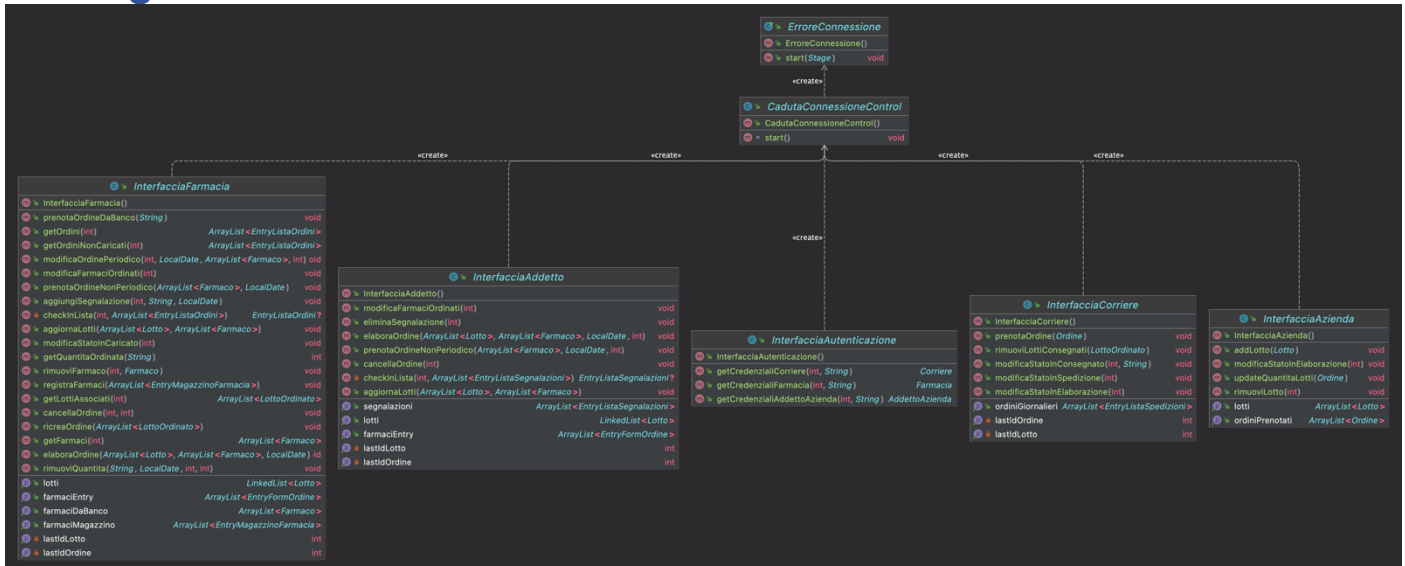 ErroreConnessione
ErroreConnessione()
start(Stage) void
«create»
CadutaConnessioneControl
CadutaConnessioneControl()
start() void
«create» «create» «create» «create»
«create»
InterfacciaFarmacia
InterfacciaFarmacia()
prenotaOrdineDaBanco(String) void
getOrdini(int) ArrayList<EntryListaOrdini>
getOrdiniNonCaricati(int) ArrayList<EntryListaOrdini>
modificaOrdinePeriodico(int, LocalDate, ArrayList<Farmaco>, int) oid
modificaFarmaciOrdinati(int) void
prenotaOrdineNonPeriodico(ArrayList<Farmaco>, LocalDate) void
aggiungiSegnalazione(int, String, LocalDate) void
checkInLista(int, ArrayList<EntryListaOrdini>) EntryListaOrdini?
aggiornaLotti(ArrayList<Lotto>, ArrayList<Farmaco>) void
modificaStatoInCaricato(int) void
getQuantitaOrdinata(String) int
rimuoviFarmaco(int, Farmaco) void
registraFarmaci(ArrayList<EntryMagazzinoFarmacia>) void
getLottiAssociati(int) ArrayList<LottoOrdinato>
cancellaOrdine(int, int) void
ricreaOrdine(ArrayList<LottoOrdinato>) void
getFarmaci(int) ArrayList<Farmaco>
elaboraOrdine(ArrayList<Lotto>, ArrayList<Farmaco>, LocalDate) id
rimuoviQuantita(String, LocalDate, int, int) void
lotti LinkedList<Lotto>
farmaciEntry ArrayList<EntryFormOrdine>
farmaciDaBanco ArrayList<Farmaco>
farmaciMagazzino ArrayList<EntryMagazzinoFarmacia>
lastIdLotto int
lastIdOrdine int
InterfacciaAddetto
InterfacciaAddetto()
modificaFarmaciOrdinati(int) void
eliminaSegnalazione(int) void
elaboraOrdine(ArrayList<Lotto>, ArrayList<Farmaco>, LocalDate, int) void
prenotaOrdineNonPeriodico(ArrayList<Farmaco>, LocalDate, int) void
cancellaOrdine(int) void
checkInLista(int, ArrayList<EntryListaSegnalazioni>) EntryListaSegnalazioni?
aggiornaLotti(ArrayList<Lotto>, ArrayList<Farmaco>) void
segnalazioni ArrayList<EntryListaSegnalazioni>
lotti LinkedList<Lotto>
farmaciEntry ArrayList<EntryFormOrdine>
lastIdLotto int
lastIdOrdine int
InterfacciaAutenticazione
InterfacciaAutenticazione()
getCredenzialiCorriere(int, String) Corriere
getCredenzialiFarmacia(int, String) Farmacia
getCredenzialiAddettoAzienda(int, String) AddettoAzienda
InterfacciaCorriere
InterfacciaCorriere()
prenotaOrdine(Ordine) void
rimuoviLottiConsegnati(LottoOrdinato) void
modificaStatoInConsegnato(int, String) void
modificaStatoInSpedizione(int) void
modificaStatoInElaborazione(int) void
ordiniGiornalieri ArrayList<EntryListaSpedizioni>
lastIdOrdine int
lastIdLotto int
InterfacciaAzienda
InterfacciaAzienda()
addLotto(Lotto) void
modificaStatoInElaborazione(int) void
updateQuantitaLotti(Ordine) void
rimuoviLotto(int) void
lotti ArrayList<Lotto>
ordiniPrenotati ArrayList<Ordine>